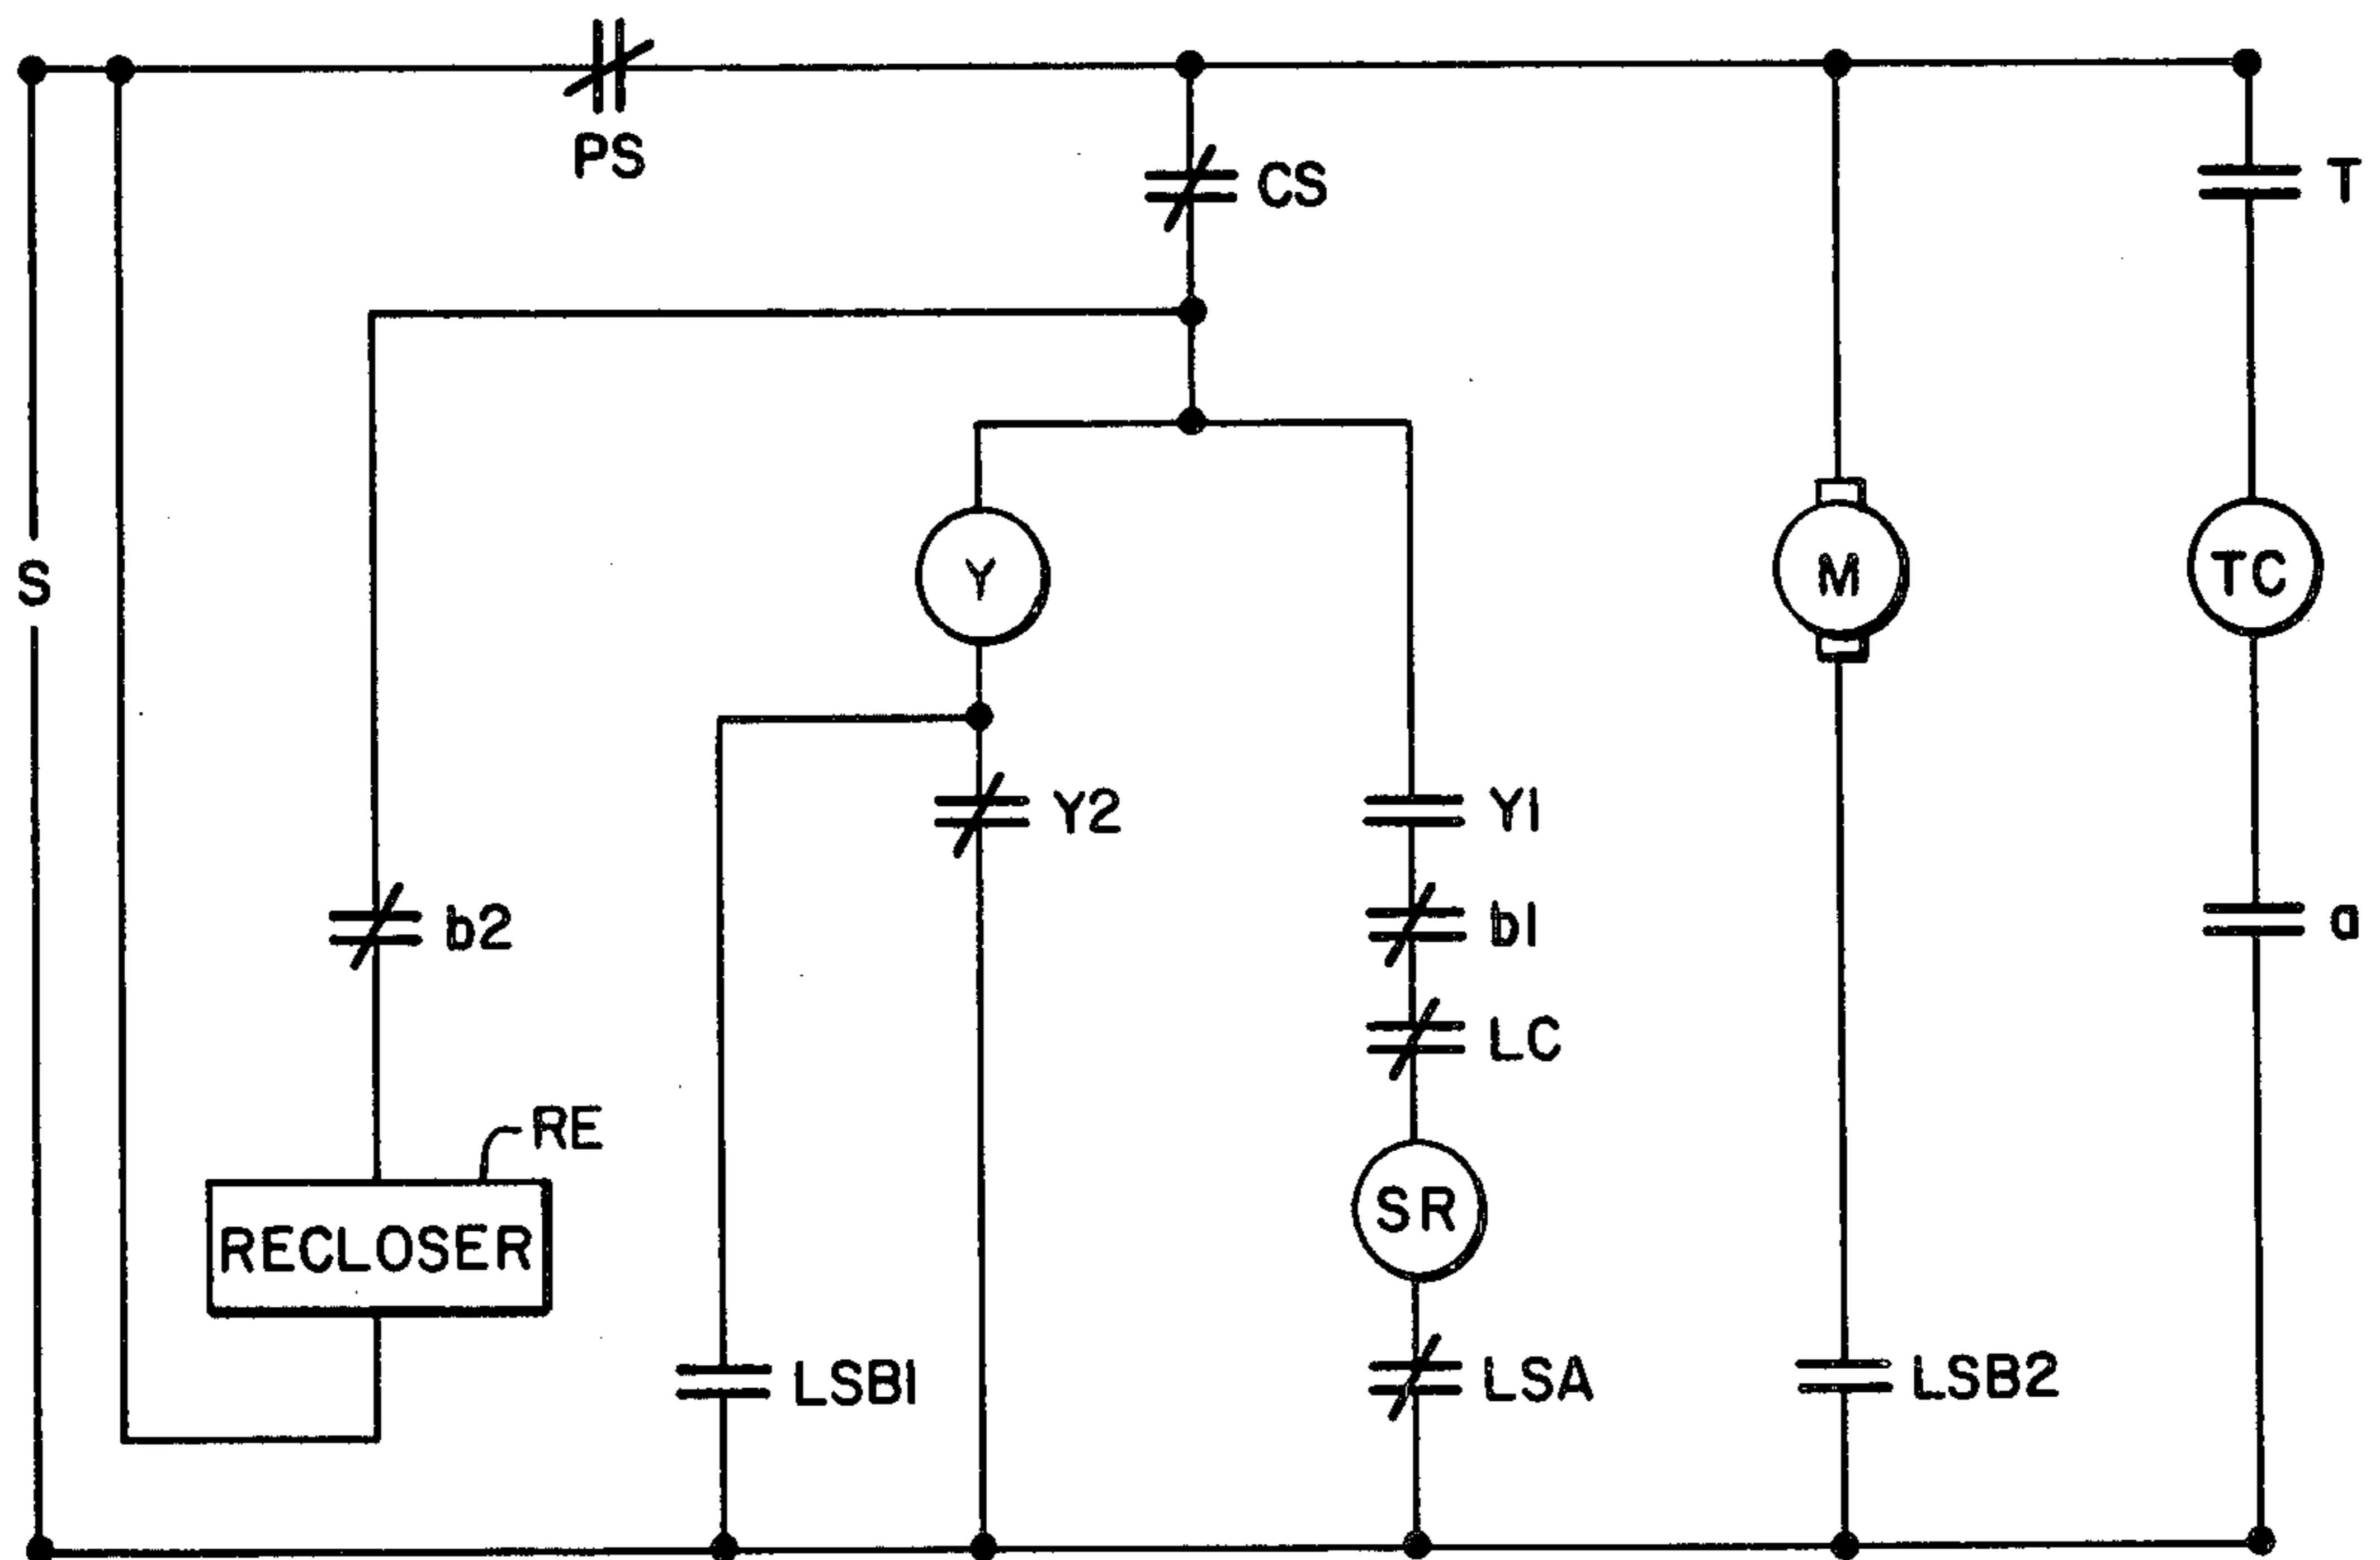 PS
CS
T
S
Y
M
TC
Y2
Y1
b2
b1
a
LC
RE
SR
RECLOSER
LSB1
LSA
LSB2